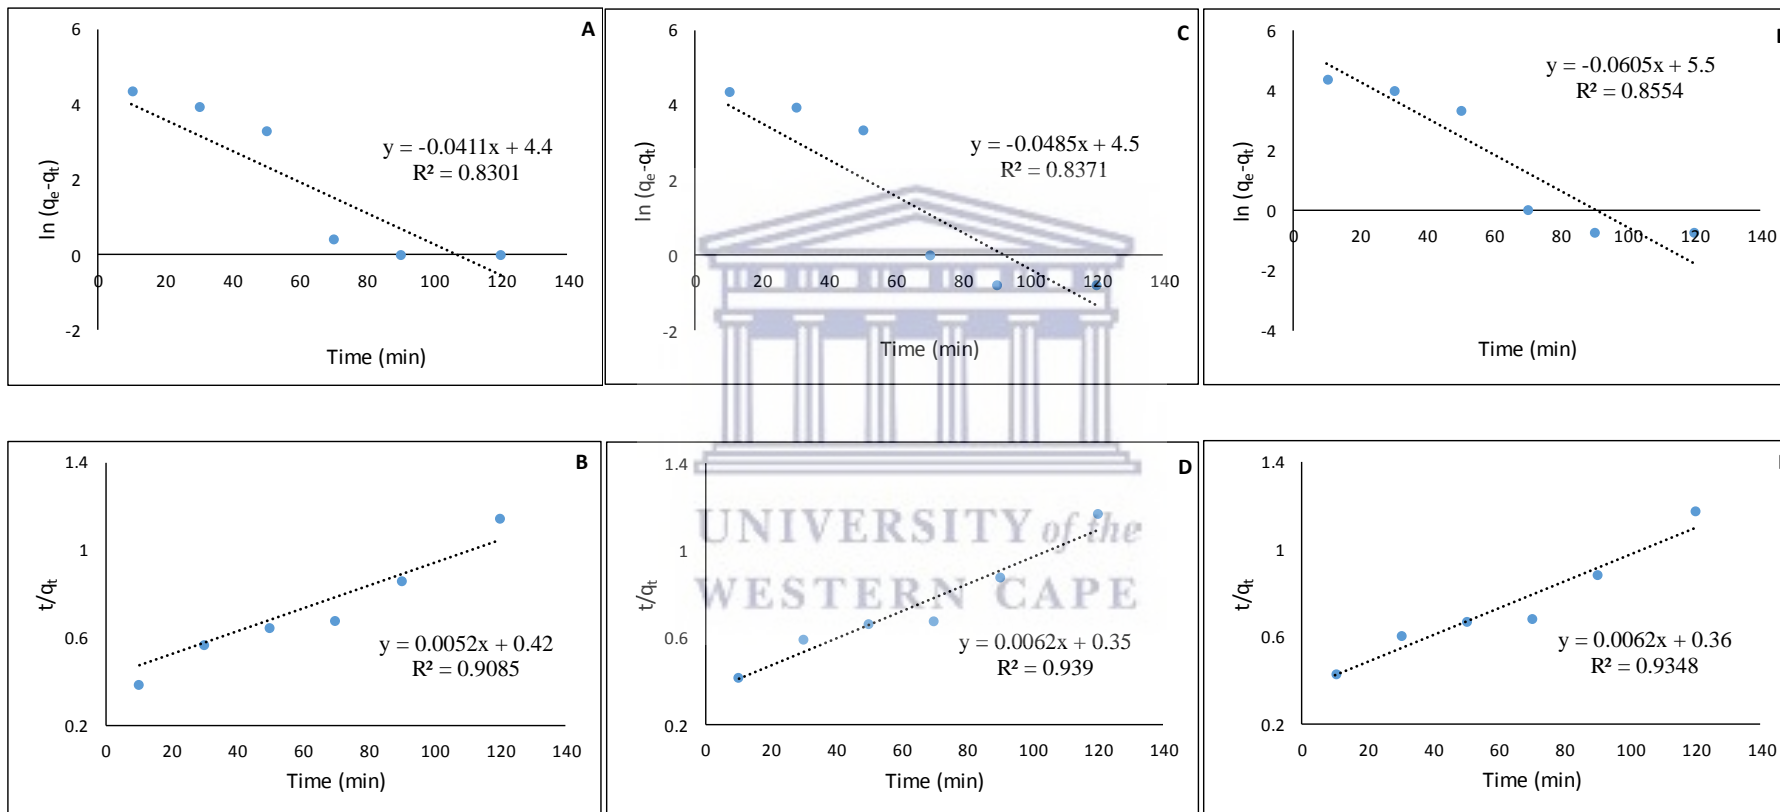 A
6
4
2
0
-2
0 20 40 60 80 100 120 140
ln (qₑ-qₜ)
y = -0.0411x + 4.4
R² = 0.8301
Time (min)
C
6
4
2
0
-2
0 20 40 60 80 100 120 140
ln (qₑ-qₜ)
y = -0.0485x + 4.5
R² = 0.8371
Time (min)
6
4
2
0
-2
-4
0 20 40 60 80 100 120 140
ln (qₑ-qₜ)
y = -0.0605x + 5.5
R² = 0.8554
Time (min)
B
1.4
1
0.6
0.2
0 20 40 60 80 100 120 140
t/qₜ
y = 0.0052x + 0.42
R² = 0.9085
Time (min)
D
1.4
1
0.6
0.2
0 20 40 60 80 100 120 140
t/qₜ
y = 0.0062x + 0.35
R² = 0.939
Time (min)
1.4
1
0.6
0.2
0 20 40 60 80 100 120 140
t/qₜ
y = 0.0062x + 0.36
R² = 0.9348
Time (min)
UNIVERSITY of the
WESTERN CAPE